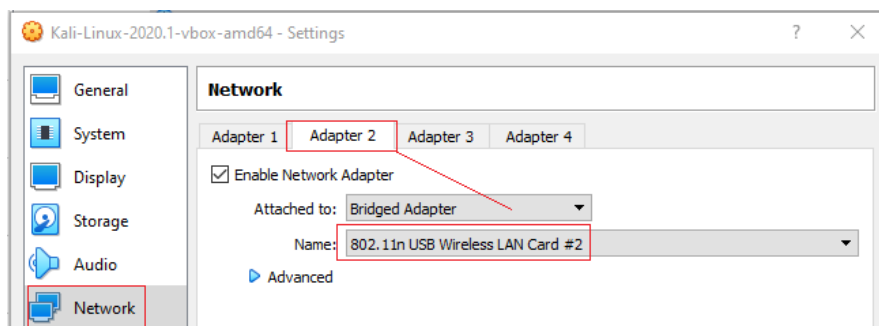 Kali-Linux-2020.1-vbox-amd64 - Settings ?
General
System
Display
Storage
Audio
Network
Network
Adapter 1 Adapter 2 Adapter 3 Adapter 4
Enable Network Adapter
Attached to: Bridged Adapter
Name: 802.11n USB Wireless LAN Card #2
Advanced